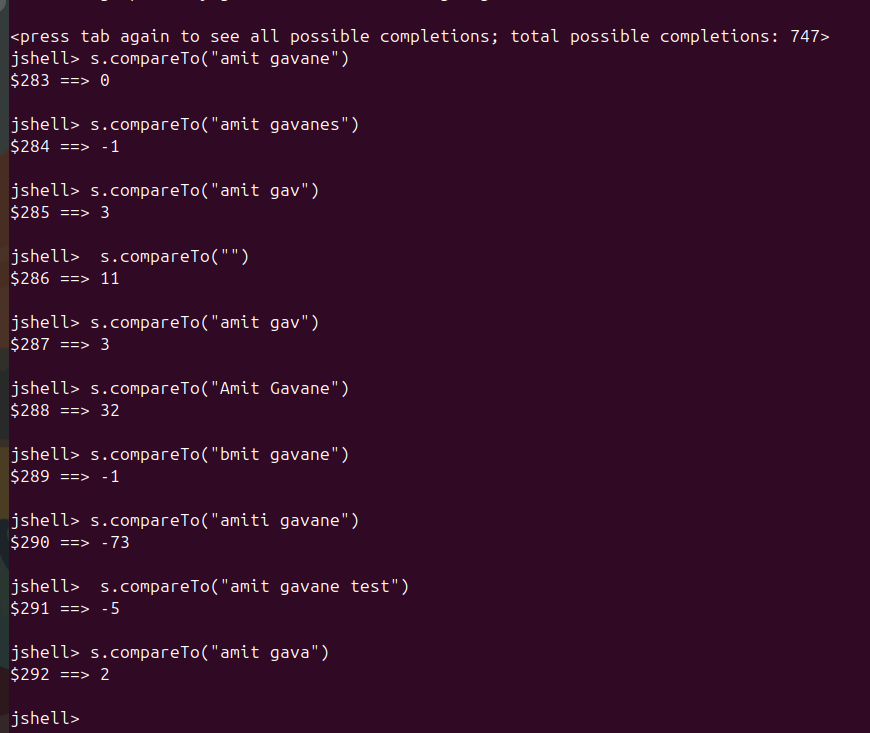 <press tab again to see all possible completions; total possible completions: 747>
jshell> s.compareTo("amit gavane")
$283 ==> 0
jshell> s.compareTo("amit gavanes")
$284 ==> -1
jshell> s.compareTo("amit gav")
$285 ==> 3
jshell>  s.compareTo("")
$286 ==> 11
jshell> s.compareTo("amit gav")
$287 ==> 3
jshell> s.compareTo("Amit Gavane")
$288 ==> 32
jshell> s.compareTo("bmit gavane")
$289 ==> -1
jshell> s.compareTo("amiti gavane")
$290 ==> -73
jshell>  s.compareTo("amit gavane test")
$291 ==> -5
jshell> s.compareTo("amit gava")
$292 ==> 2
jshell>